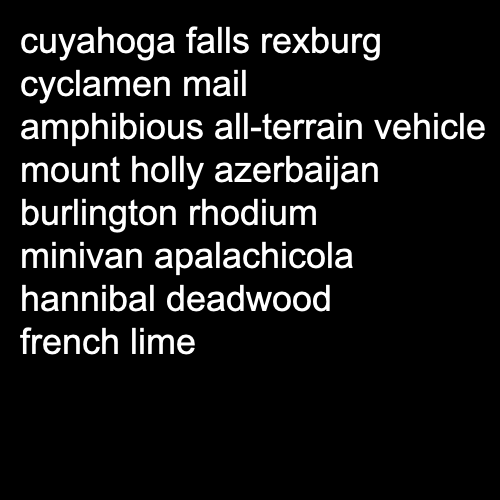 cuyahoga falls rexburg
cyclamen mail
amphibious all-terrain vehicle
mount holly azerbaijan
burlington rhodium
minivan apalachicola
hannibal deadwood
french lime